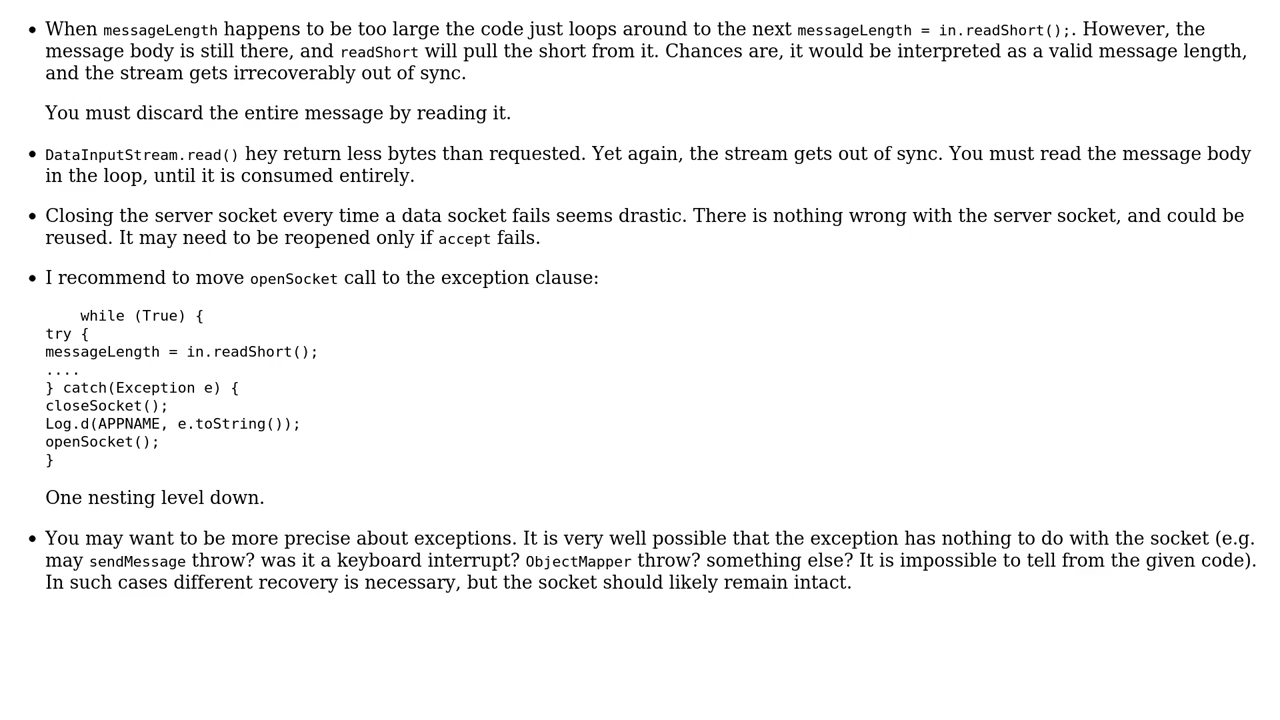 • When messageLength happens to be too large the code just loops around to the next messageLength = in.readShort();. However, the
message body is still there, and readShort will pull the short from it. Chances are, it would be interpreted as a valid message length,
and the stream gets irrecoverably out of sync.
You must discard the entire message by reading it.
• DataInputStream.read() hey return less bytes than requested. Yet again, the stream gets out of sync. You must read the message body
in the loop, until it is consumed entirely.
• Closing the server socket every time a data socket fails seems drastic. There is nothing wrong with the server socket, and could be
reused. It may need to be reopened only if accept fails.
• I recommend to move openSocket call to the exception clause:
    while (True) {
try {
messageLength = in.readShort();
....
} catch(Exception e) {
closeSocket();
Log.d(APPNAME, e.toString());
openSocket();
}
One nesting level down.
• You may want to be more precise about exceptions. It is very well possible that the exception has nothing to do with the socket (e.g.
may sendMessage throw? was it a keyboard interrupt? ObjectMapper throw? something else? It is impossible to tell from the given code).
In such cases different recovery is necessary, but the socket should likely remain intact.